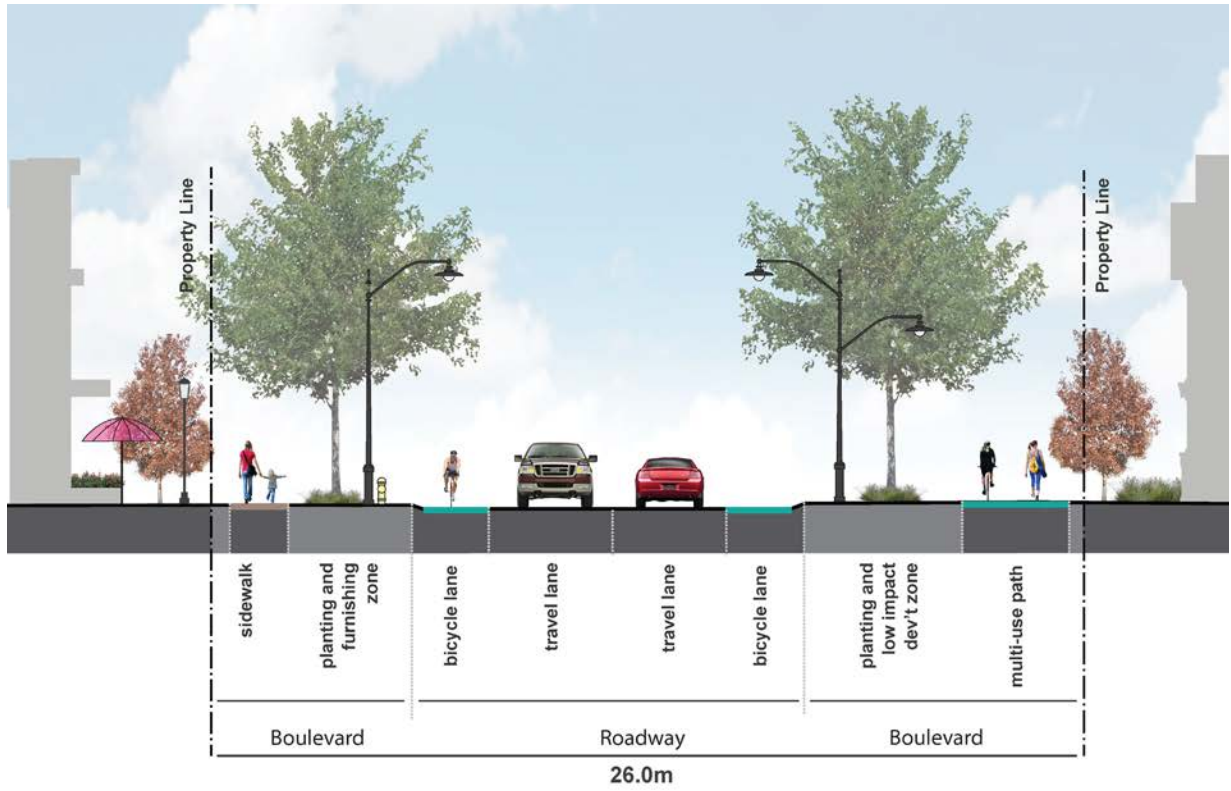 Property Line
Property Line
sidewalk
planting and
furnishing
zone
bicycle lane
travel lane
travel lane
bicycle lane
planting and
low impact
dev't zone
multi-use path
Boulevard
Roadway
Boulevard
26.0m